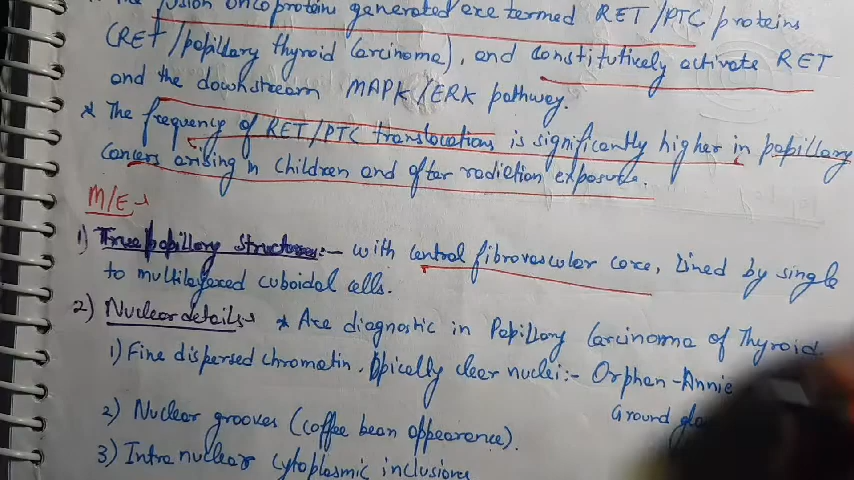 the fusion oncoproteins generated are termed RET/PTC proteins
(RET/papillary thyroid Carcinoma), and constitutively activate RET
and the downstream MAPK/ERK pathway.
* The frequency of RET/PTC translocations is significantly higher in papillary
cancers arising in children and after radiation exposure.
M/E→
1) True papillary structures:- with central fibrovascular core, lined by single
to multilayered cuboidal cells.
2) Nuclear details → * Are diagnostic in Papillary Carcinoma of Thyroid.
1) Fine dispersed chromatin, Optically clear nuclei:- Orphan-Annie
Ground
2) Nuclear grooves (coffee bean appearance).
3) Intra nuclear cytoplasmic inclusions